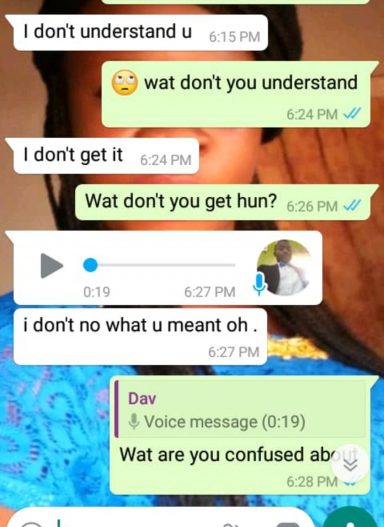 I don't understand u 6:15 PM
🙄 wat don't you understand
6:24 PM
I don't get it 6:24 PM
Wat don't you get hun? 6:26 PM
0:19 6:27 PM
i don't no what u meant oh .
6:27 PM
Dav
Voice message (0:19)
Wat are you confused about
6:28 PM